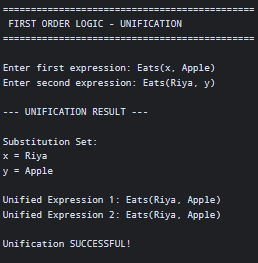 ============================================
FIRST ORDER LOGIC - UNIFICATION
============================================
Enter first expression: Eats(x, Apple)
Enter second expression: Eats(Riya, y)
--- UNIFICATION RESULT ---
Substitution Set:
x = Riya
y = Apple
Unified Expression 1: Eats(Riya, Apple)
Unified Expression 2: Eats(Riya, Apple)
Unification SUCCESSFUL!